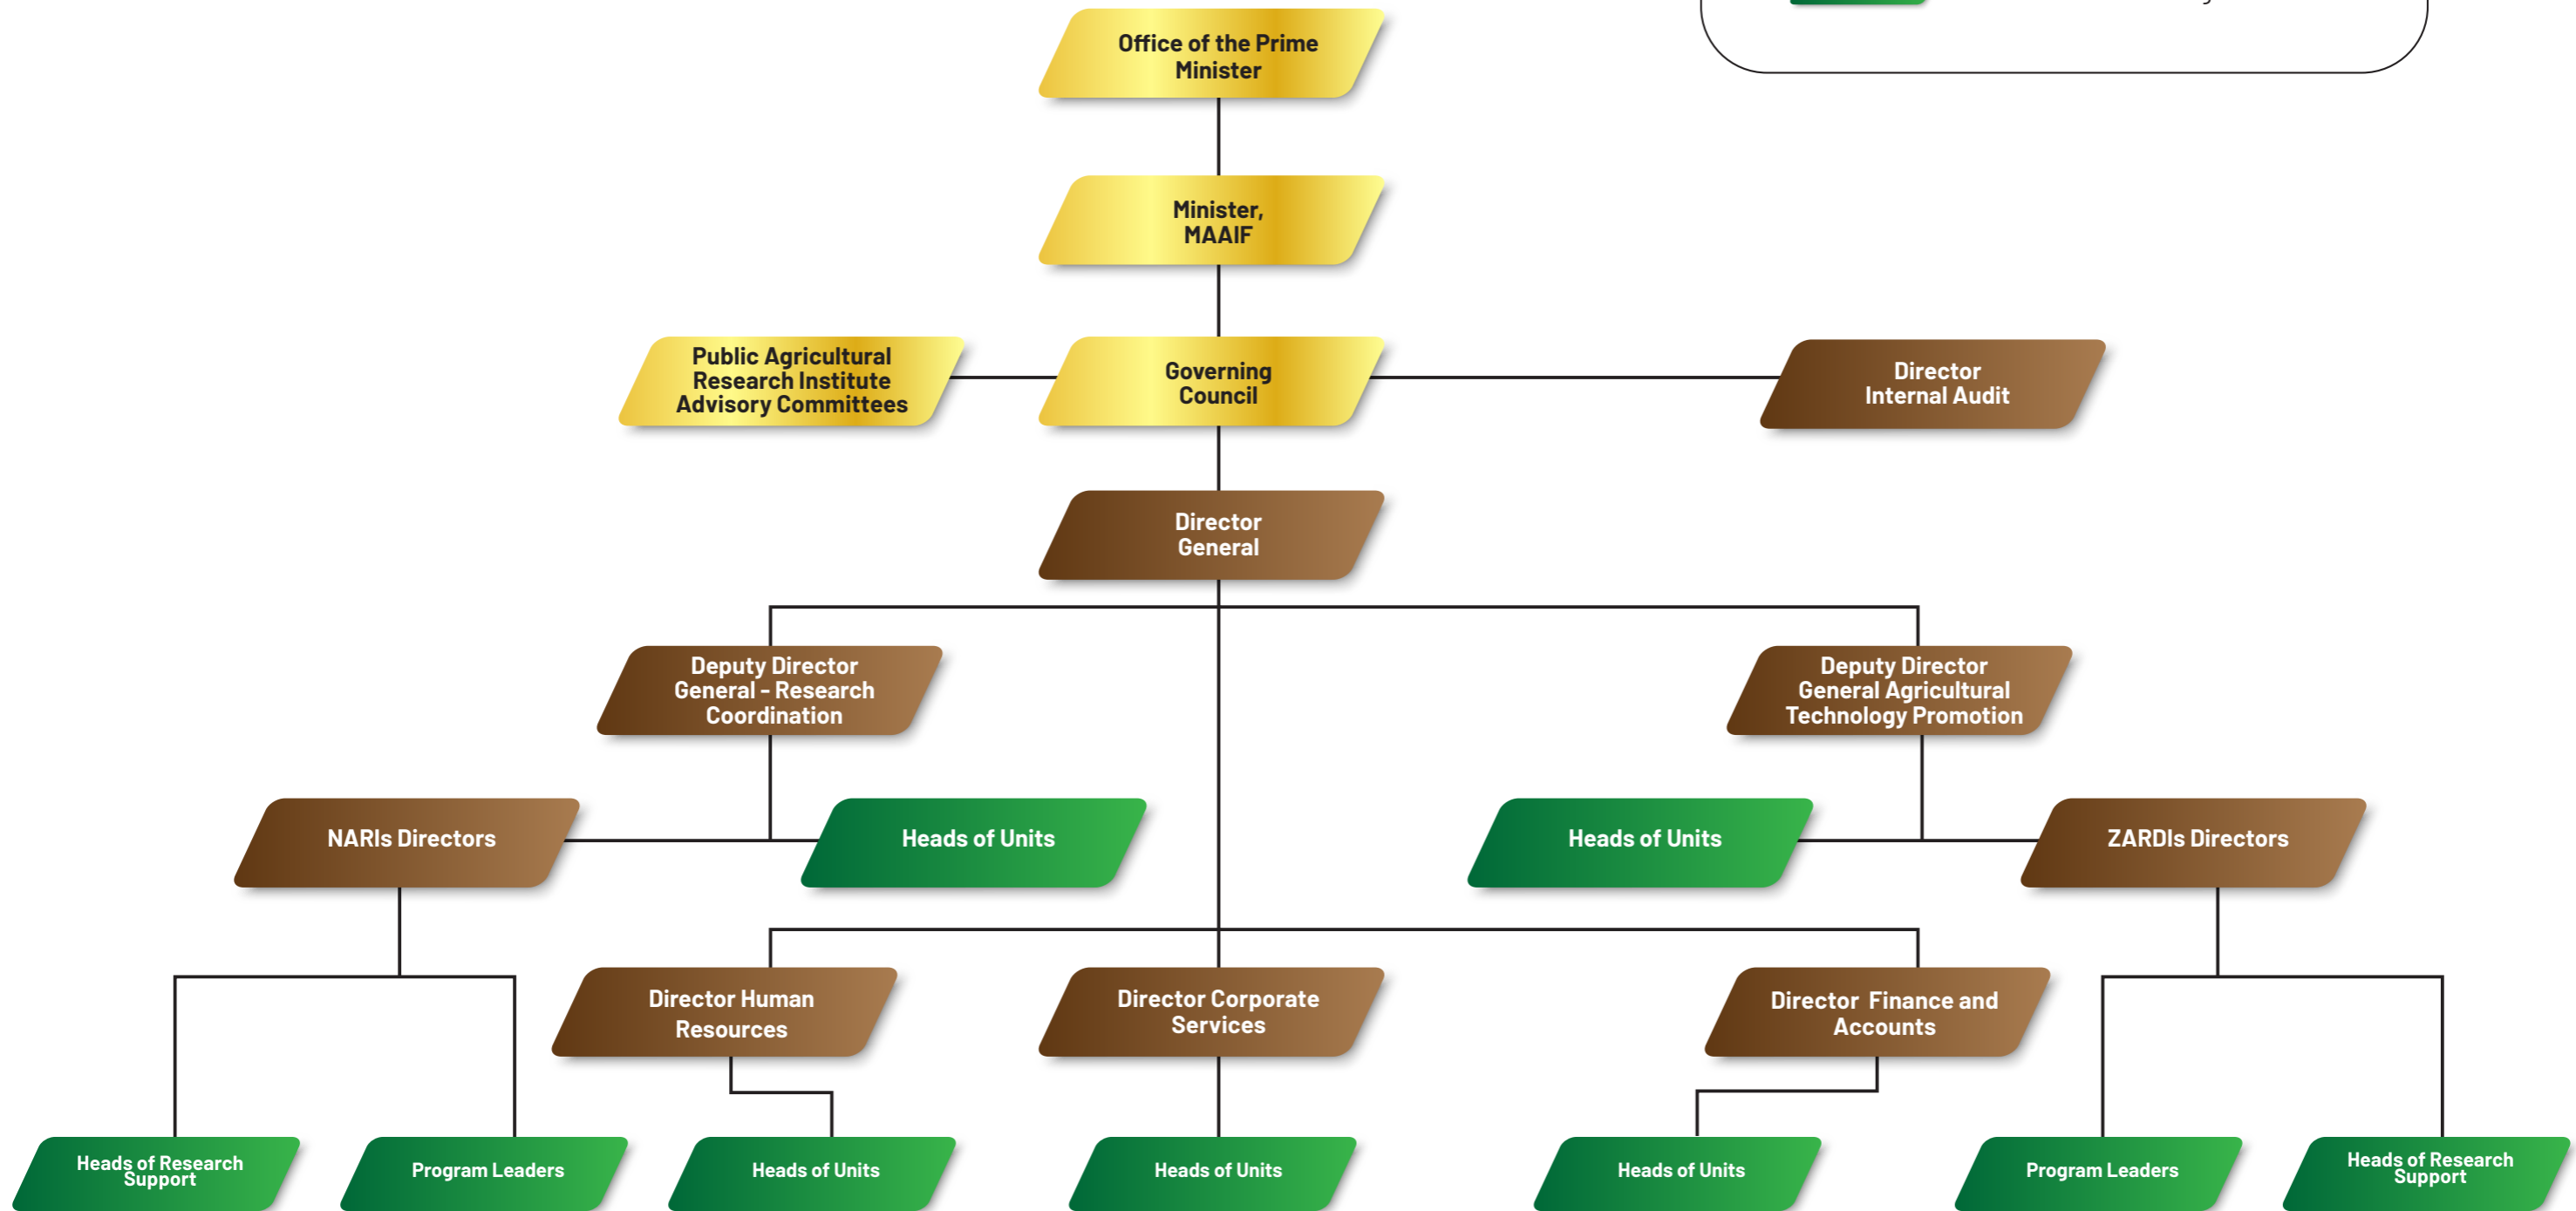 Office of the Prime
Minister
Minister,
MAAIF
Public Agricultural
Research Institute
Advisory Committees
Governing
Council
Director
Internal Audit
Director
General
Deputy Director
General - Research
Coordination
Deputy Director
General Agricultural
Technology Promotion
NARIs Directors
Heads of Units
Heads of Units
ZARDIs Directors
Director Human
Resources
Director Corporate
Services
Director Finance and
Accounts
Heads of Research
Support
Program Leaders
Heads of Units
Heads of Units
Heads of Units
Program Leaders
Heads of Research
Support